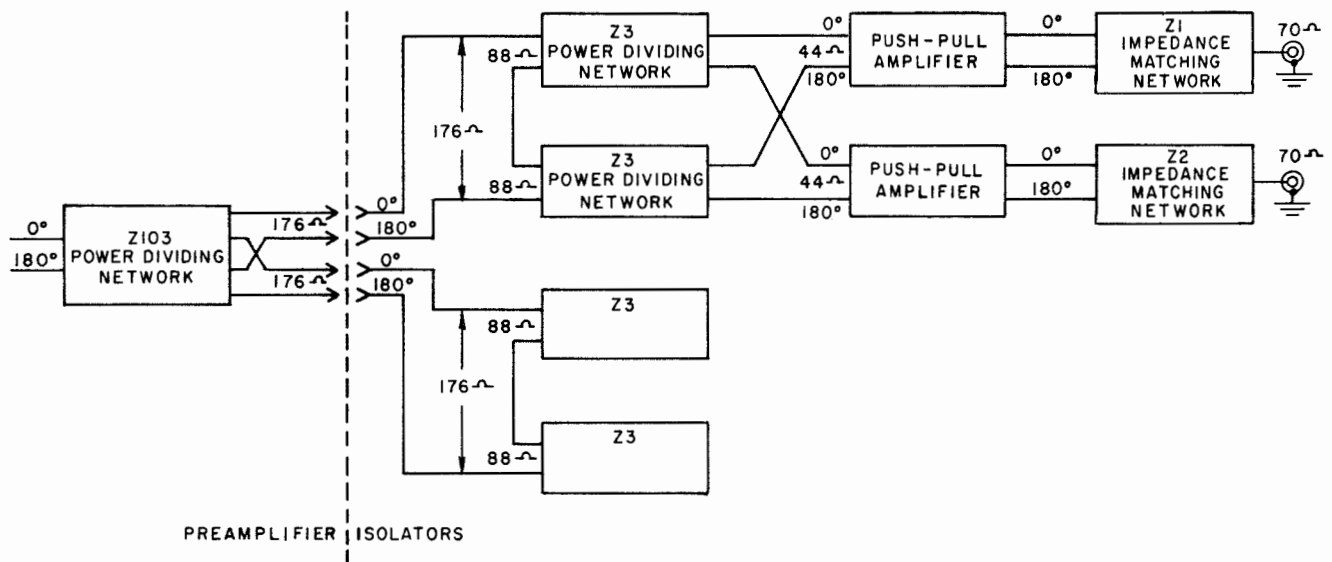 Z3
POWER DIVIDING
NETWORK
88Ω
0°
44Ω
180°
PUSH-PULL
AMPLIFIER
0°
180°
Z1
IMPEDANCE
MATCHING
NETWORK
70Ω
176Ω
Z3
POWER DIVIDING
NETWORK
88Ω
0°
44Ω
180°
PUSH-PULL
AMPLIFIER
0°
180°
Z2
IMPEDANCE
MATCHING
NETWORK
70Ω
0°
180°
Z103
POWER DIVIDING
NETWORK
176Ω
176Ω
0°
180°
0°
180°
Z3
88Ω
176Ω
Z3
88Ω
PREAMPLIFIER
ISOLATORS